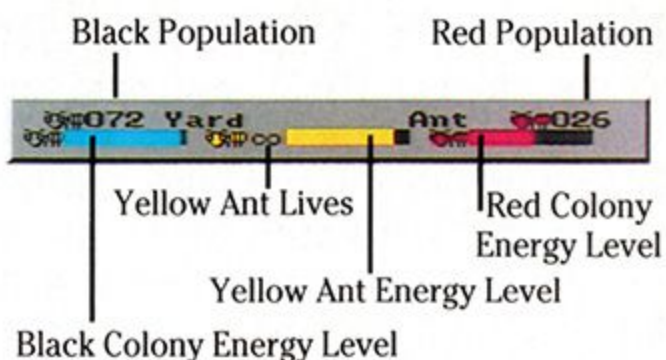 Black Population Red Population
072 Yard Ant 026
∞
Yellow Ant Lives
Red Colony
Energy Level
Yellow Ant Energy Level
Black Colony Energy Level